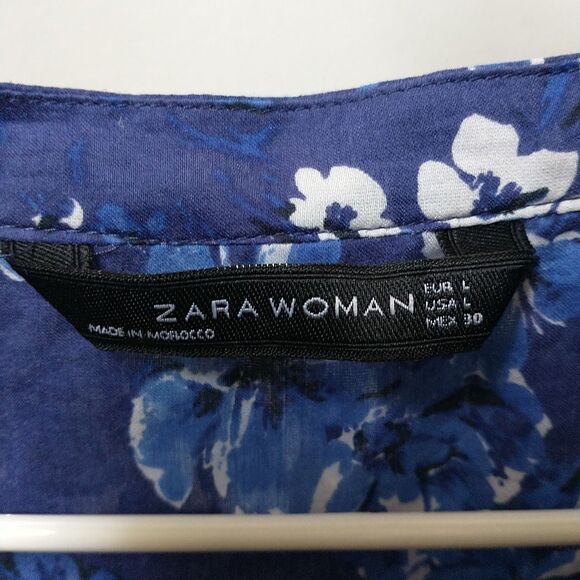 ZARA WOMAN
MADE IN MOROCCO
EUR L
USA L
MEX 30